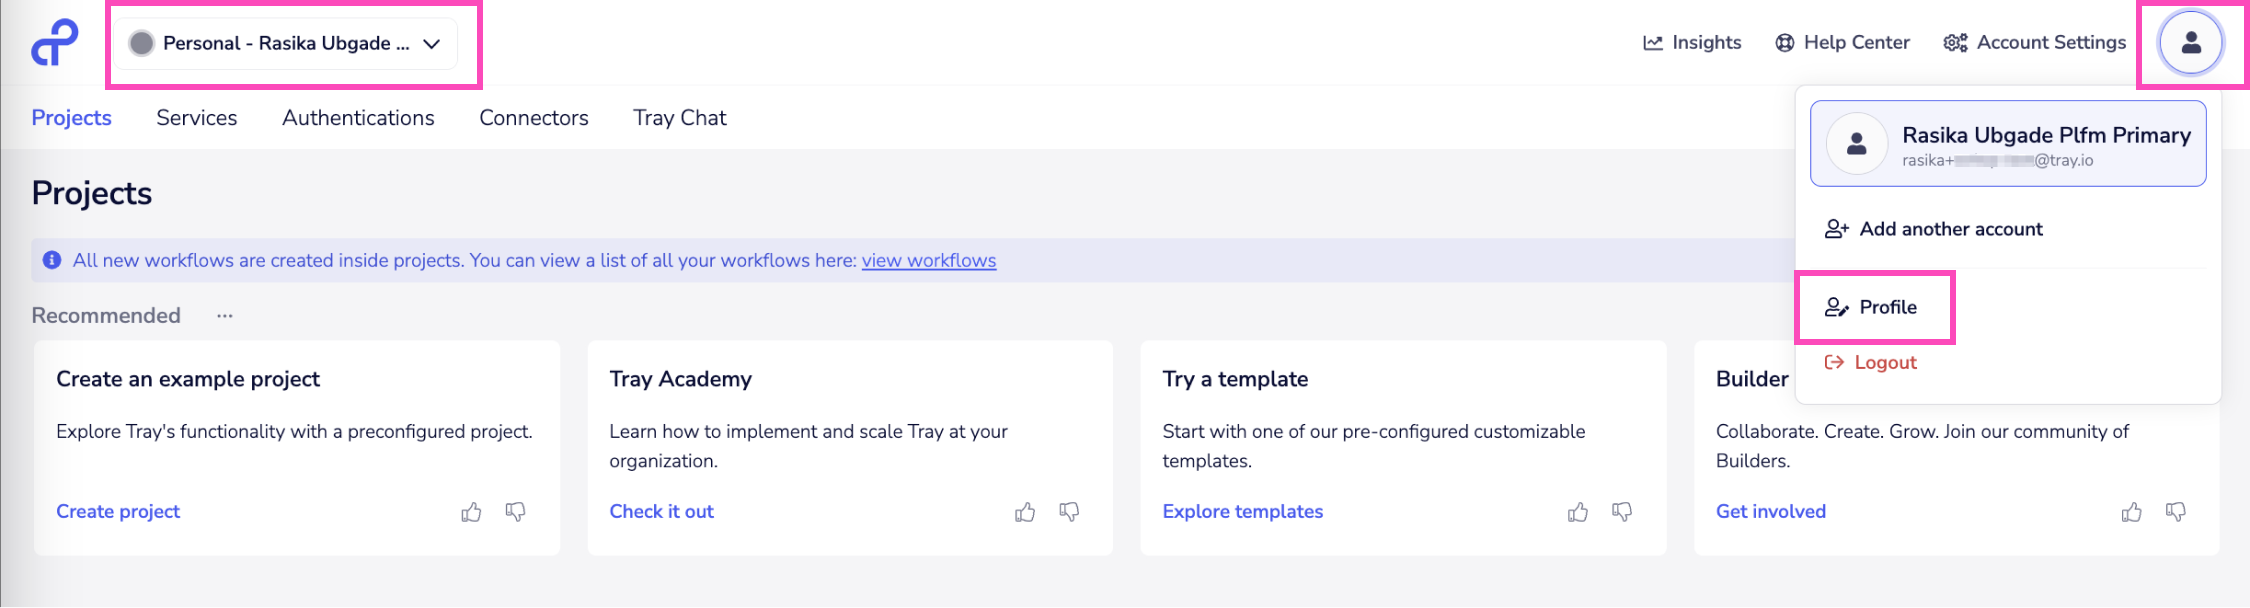 Personal - Rasika Ubgade ...
Insights
Help Center
Account Settings
Projects
Services
Authentications
Connectors
Tray Chat
Rasika Ubgade Plfm Primary
rasika+ @tray.io
Add another account
Profile
Logout
Projects
All new workflows are created inside projects. You can view a list of all your workflows here: view workflows
Recommended ...
Create an example project
Explore Tray's functionality with a preconfigured project.
Create project
Tray Academy
Learn how to implement and scale Tray at your
organization.
Check it out
Try a template
Start with one of our pre-configured customizable
templates.
Explore templates
Builder
Collaborate. Create. Grow. Join our community of
Builders.
Get involved